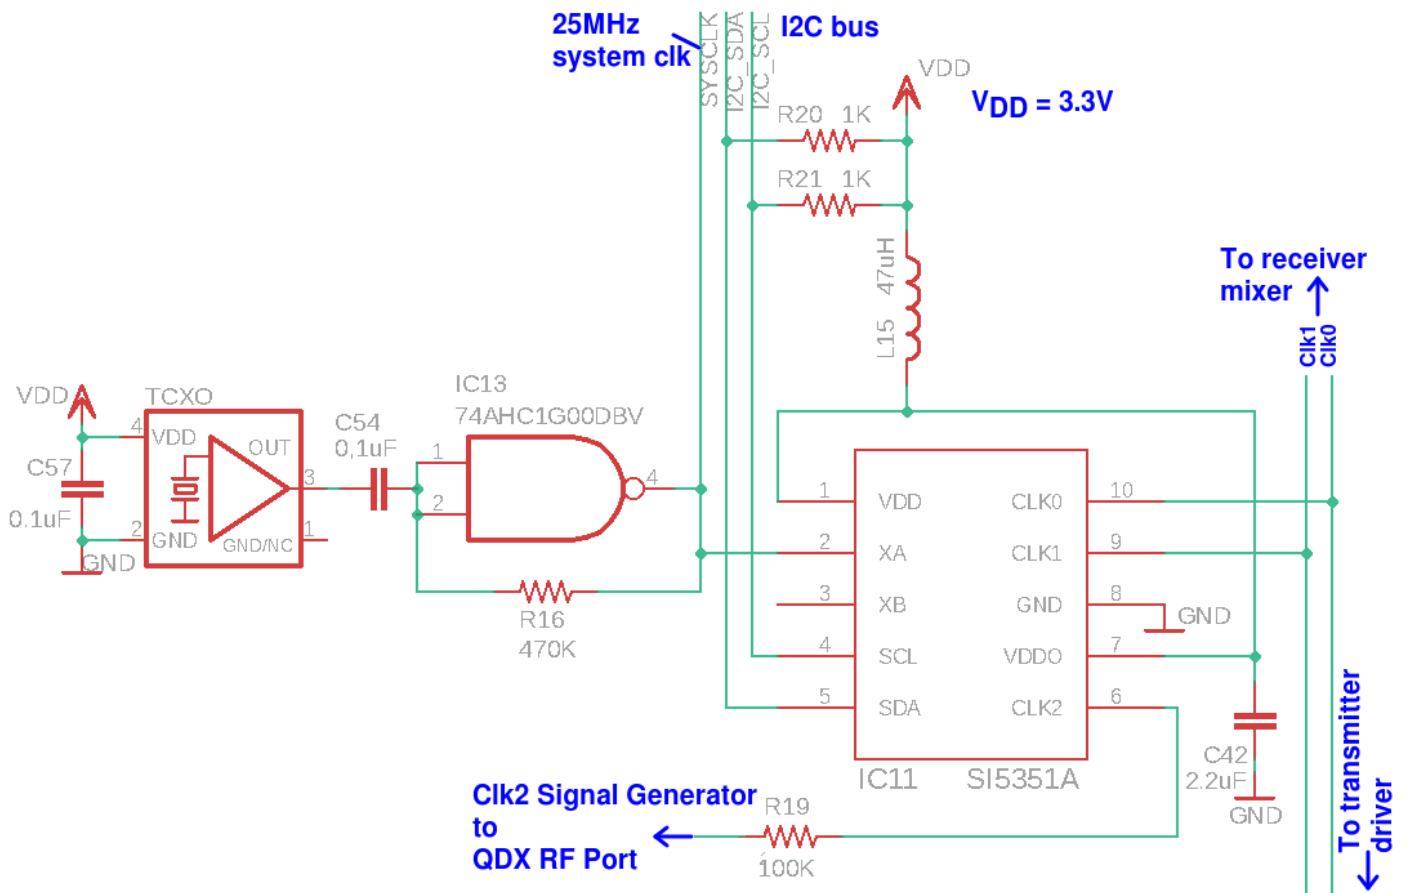 25MHz
system clk
SYSCLK
I2C_SDA
I2C_SCL
I2C bus
VDD
VDD = 3.3V
R20 1K
R21 1K
47uH
L15
To receiver
mixer
Clk1
Clk0
VDD
TCXO
4
VDD
OUT
3
C57
0.1uF
2
GND
GND/NC
1
GND
C54
0,1uF
IC13
74AHC1G00DBV
1
2
4
R16
470K
1
VDD
CLK0
10
2
XA
CLK1
9
3
XB
GND
8
GND
4
SCL
VDDO
7
5
SDA
CLK2
6
IC11
SI5351A
C42
2.2uF
GND
Clk2 Signal Generator
to
QDX RF Port
R19
100K
To transmitter
driver